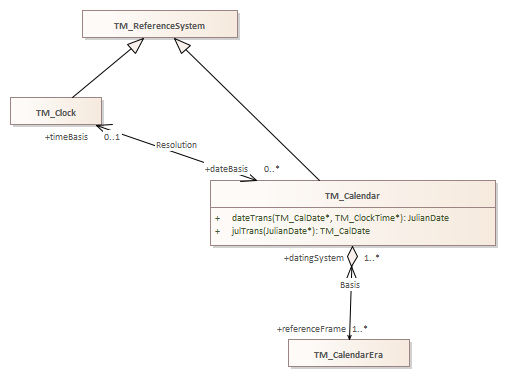 TM_ReferenceSystem
TM_Clock
+timeBasis 0..1
Resolution
+dateBasis 0..*
TM_Calendar
+ dateTrans(TM_CalDate*, TM_ClockTime*): JulianDate
+ julTrans(JulianDate*): TM_CalDate
+datingSystem 1..*
Basis
+referenceFrame 1..*
TM_CalendarEra